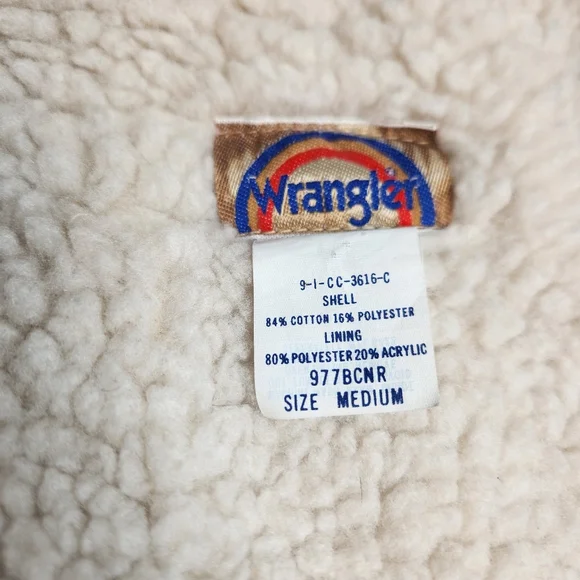 Wrangler
9-1-CC-3616-C
SHELL
84% COTTON 16% POLYESTER
LINING
80% POLYESTER 20% ACRYLIC
977BCNR
SIZE MEDIUM